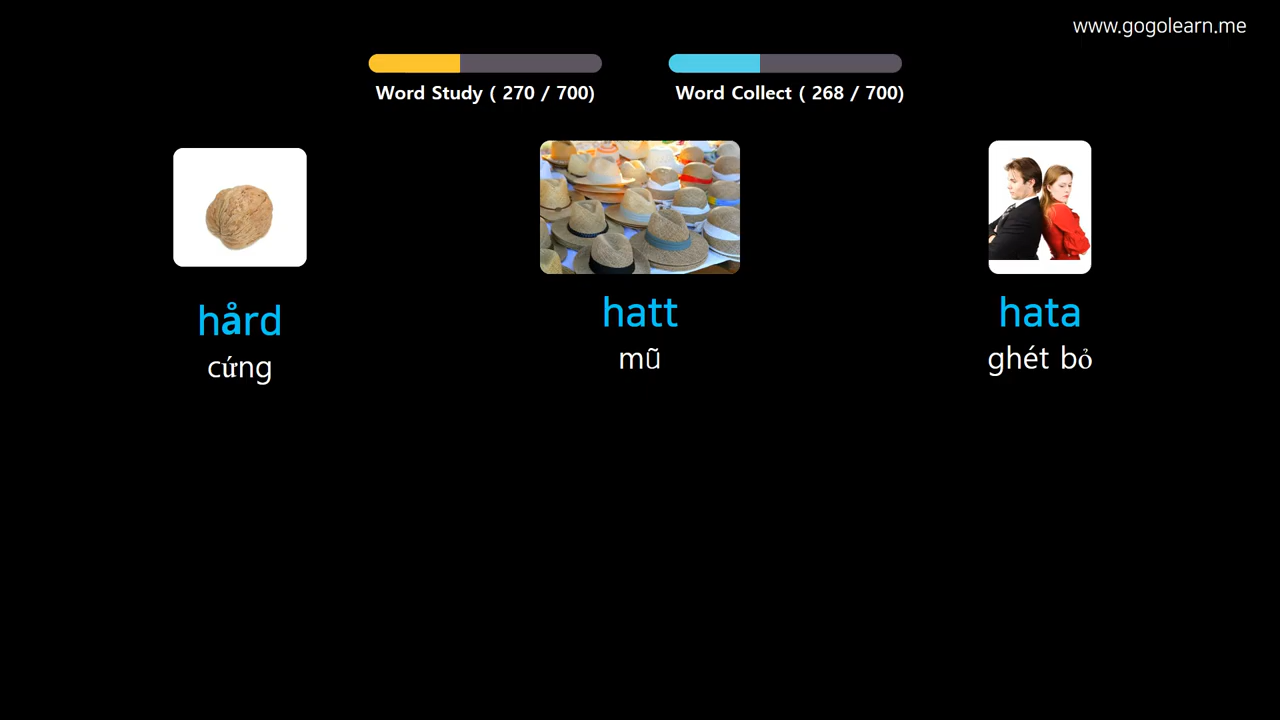 www.gogolearn.me
Word Study ( 270 / 700)
Word Collect ( 268 / 700)
hård
cứng
hatt
mũ
hata
ghét bỏ